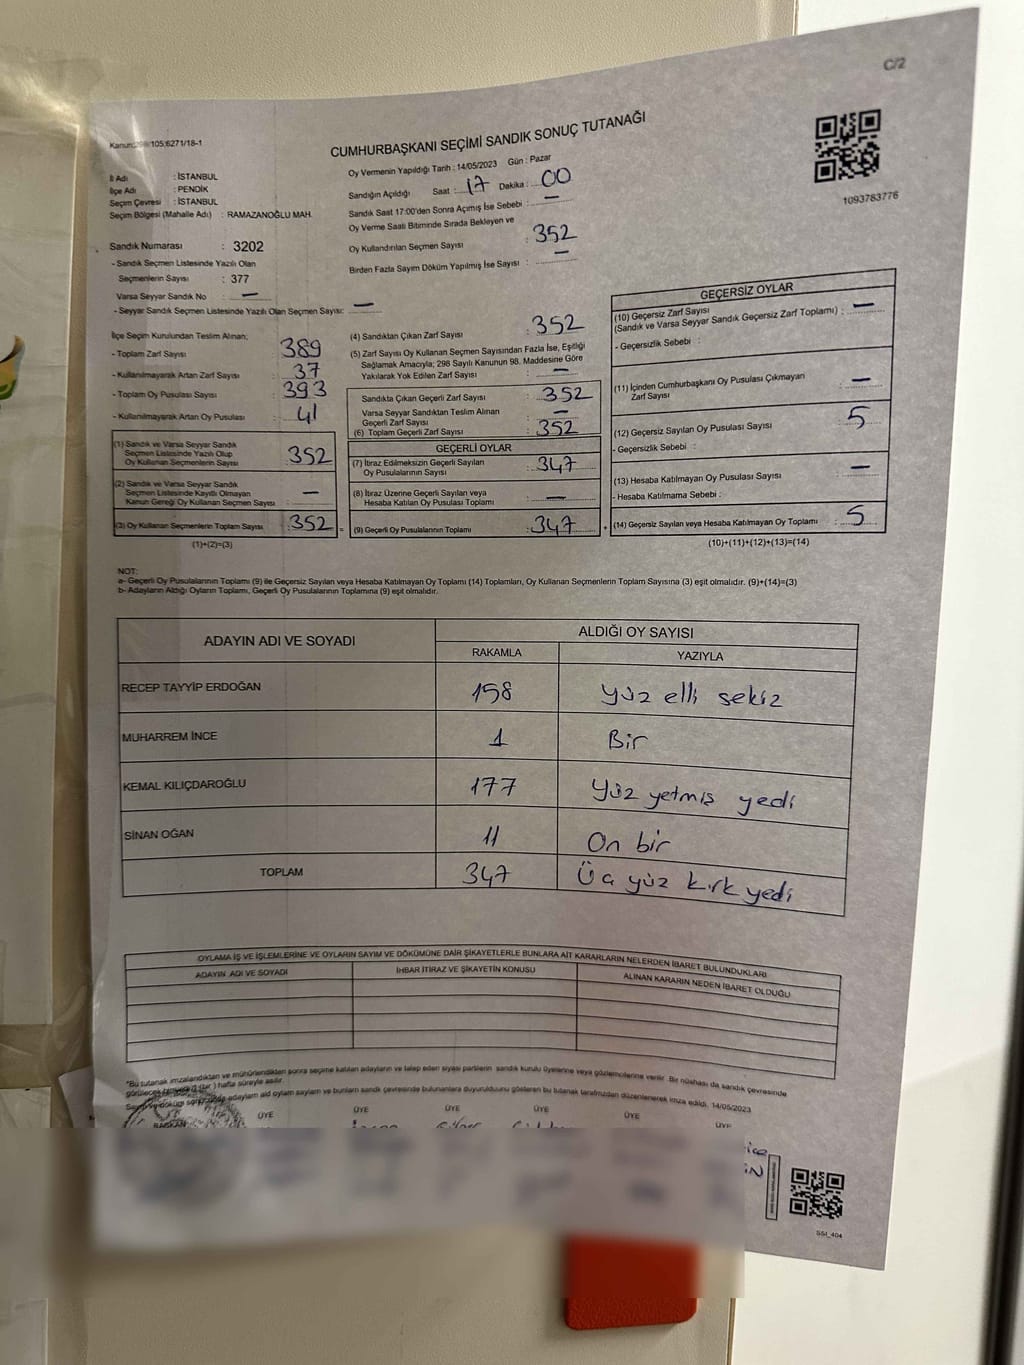 C/2
Kanun:298/105;6271/18-1
CUMHURBAŞKANI SEÇİMİ SANDIK SONUÇ TUTANAĞI
1093783776
İl Adı : İSTANBUL
İlçe Adı : PENDİK
Seçim Çevresi : İSTANBUL
Seçim Bölgesi (Mahalle Adı) : RAMAZANOĞLU MAH.
Oy Vermenin Yapıldığı Tarih : 14/05/2023 Gün : Pazar
Sandığın Açıldığı Saat : 17 Dakika : 00
Sandık Saat 17:00'den Sonra Açımış İse Sebebi : —
Oy Verme Saati Bitiminde Sırada Bekleyen ve
Oy Kullandırılan Seçmen Sayısı : 352
Birden Fazla Sayım Döküm Yapılmış İse Sayısı : —
Sandık Numarası : 3202
- Sandık Seçmen Listesinde Yazılı Olan
Seçmenlerin Sayısı : 377
Varsa Seyyar Sandık No : —
- Seyyar Sandık Seçmen Listesinde Yazılı Olan Seçmen Sayısı: —
İlçe Seçim Kurulundan Teslim Alınan;
- Toplam Zarf Sayısı : 389
- Kullanılmayarak Artan Zarf Sayısı : 37
- Toplam Oy Pusulası Sayısı : 393
- Kullanılmayarak Artan Oy Pusulası : 41
(1) Sandık ve Varsa Seyyar Sandık
Seçmen Listesinde Yazılı Olup
Oy Kullanan Seçmenlerin Sayısı : 352
(2) Sandık ve Varsa Seyyar Sandık
Seçmen Listesinde Kayıtlı Olmayan
Kanun Gereği Oy Kullanan Seçmen Sayısı : —
(3) Oy Kullanan Seçmenlerin Toplam Sayısı : 352 =
(1)+(2)=(3)
(4) Sandıktan Çıkan Zarf Sayısı : 352
(5) Zarf Sayısı Oy Kullanan Seçmen Sayısından Fazla İse, Eşitliği
Sağlamak Amacıyla; 298 Sayılı Kanunun 98. Maddesine Göre
Yakılarak Yok Edilen Zarf Sayısı : —
Sandıkta Çıkan Geçerli Zarf Sayısı : 352
Varsa Seyyar Sandıktan Teslim Alınan
Geçerli Zarf Sayısı : —
(6) Toplam Geçerli Zarf Sayısı : 352
GEÇERLİ OYLAR
(7) İtiraz Edilmeksizin Geçerli Sayılan
Oy Pusulalarının Sayısı : 347
(8) İtiraz Üzerine Geçerli Sayılan veya
Hesaba Katılan Oy Pusulası Toplamı : —
(9) Geçerli Oy Pusulalarının Toplamı : 347 +
GEÇERSİZ OYLAR
(10) Geçersiz Zarf Sayısı
(Sandık ve Varsa Seyyar Sandık Geçersiz Zarf Toplamı) : —
- Geçersizlik Sebebi :
(11) İçinden Cumhurbaşkanı Oy Pusulası Çıkmayan
Zarf Sayısı : —
(12) Geçersiz Sayılan Oy Pusulası Sayısı : 5
- Geçersizlik Sebebi :
(13) Hesaba Katılmayan Oy Pusulası Sayısı : —
- Hesaba Katılmama Sebebi :
(14) Geçersiz Sayılan veya Hesaba Katılmayan Oy Toplamı : 5
(10)+(11)+(12)+(13)=(14)
NOT:
a- Geçerli Oy Pusulalarının Toplamı (9) ile Geçersiz Sayılan veya Hesaba Katılmayan Oy Toplamı (14) Toplamları, Oy Kullanan Seçmenlerin Toplam Sayısına (3) eşit olmalıdır. (9)+(14)=(3)
b- Adayların Aldığı Oyların Toplamı, Geçerli Oy Pusulalarının Toplamına (9) eşit olmalıdır.
ADAYIN ADI VE SOYADI ALDIĞI OY SAYISI
RAKAMLA YAZIYLA
RECEP TAYYİP ERDOĞAN 158 Yüz elli sekiz
MUHARREM İNCE 1 Bir
KEMAL KILIÇDAROĞLU 177 Yüz yetmiş yedi
SİNAN OĞAN 11 On bir
TOPLAM 347 Üç yüz kırk yedi
OYLAMA İŞ VE İŞLEMLERİNE VE OYLARIN SAYIM VE DÖKÜMÜNE DAİR ŞİKAYETLERLE BUNLARA AİT KARARLARIN NELERDEN İBARET BULUNDUKLARI
ADAYIN ADI VE SOYADI İHBAR İTİRAZ VE ŞİKAYETİN KONUSU ALINAN KARARIN NEDEN İBARET OLDUĞU
"Bu tutanak imzalandıktan ve mühürlendikten sonra seçime katılan adayların ve talep eden siyasi partilerin sandık kurulu üyelerine veya gözlemcilerine verilir. Bir nüshası da sandık çevresinde
görülecek bir yere (bir) hafta süreyle asılır.
adayların ald oyların sayların ve bunların sandık çevresinde bulunanlara duyurulduunu gösteren bu tutanak tarafmızdan düzenlenerek imza edildi. 14/05/2023
BAŞKAN ÜYE ÜYE ÜYE ÜYE ÜYE ÜYE
SSI_404